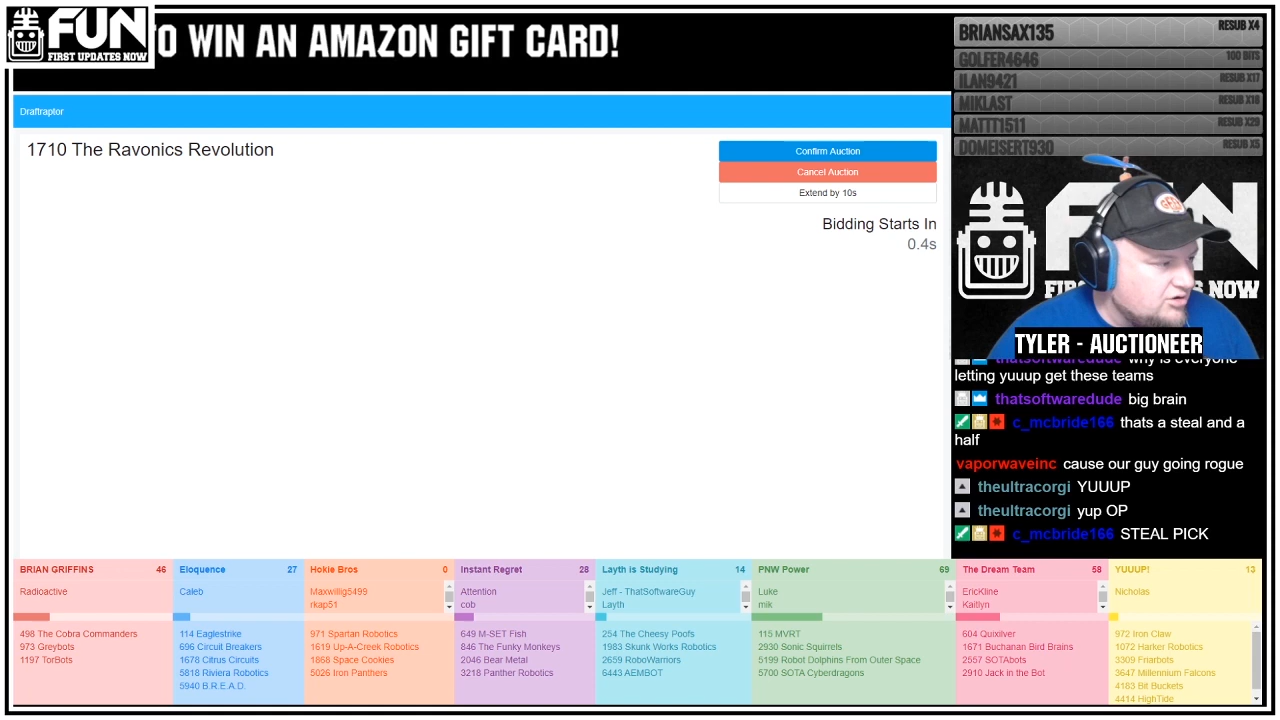 FUN
FIRST UPDATES NOW
TO WIN AN AMAZON GIFT CARD!
BRIANSAX135 RESUB X4
GOLFER4646 100 BITS
ILAN9421 RESUB X17
MIKLAST RESUB X18
MATTT1511 RESUB X29
DOMEISERT930 RESUB X5
Draftraptor
1710 The Ravonics Revolution
Confirm Auction
Cancel Auction
Extend by 10s
Bidding Starts In
0.4s
TYLER - AUCTIONEER
thatsoftwaredude why is everyone
letting yuuup get these teams
thatsoftwaredude big brain
c_mcbride166 thats a steal and a
half
vaporwaveinc cause our guy going rogue
theultracorgi YUUUP
theultracorgi yup OP
c_mcbride166 STEAL PICK
BRIAN GRIFFINS 46
Radioactive
498 The Cobra Commanders
973 Greybots
1197 TorBots
Eloquence 27
Caleb
114 Eaglestrike
696 Circuit Breakers
1678 Citrus Circuits
5818 Riviera Robotics
5940 B.R.E.A.D.
Hokie Bros 0
Maxwillig5499
rkap51
971 Spartan Robotics
1619 Up-A-Creek Robotics
1868 Space Cookies
5026 Iron Panthers
Instant Regret 28
Attention
cob
649 M-SET Fish
846 The Funky Monkeys
2046 Bear Metal
3218 Panther Robotics
Layth is Studying 14
Jeff - ThatSoftwareGuy
Layth
254 The Cheesy Poofs
1983 Skunk Works Robotics
2659 RoboWarriors
6443 AEMBOT
PNW Power 69
Luke
mik
115 MVRT
2930 Sonic Squirrels
5199 Robot Dolphins From Outer Space
5700 SOTA Cyberdragons
The Dream Team 58
EricKline
Kaitlyn
604 Quixilver
1671 Buchanan Bird Brains
2557 SOTAbots
2910 Jack in the Bot
YUUUP! 13
Nicholas
972 Iron Claw
1072 Harker Robotics
3309 Friarbots
3647 Millennium Falcons
4183 Bit Buckets
4414 HighTide